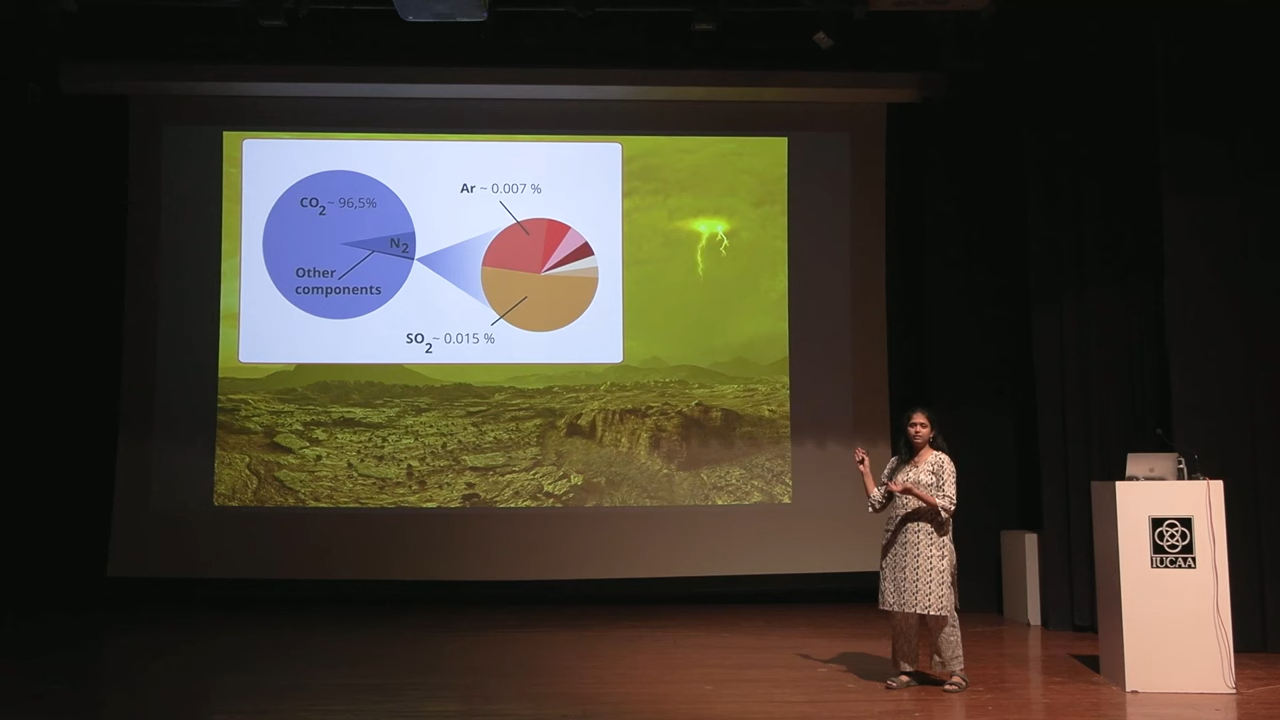 Ar ~ 0.007 %
CO2~ 96,5%
N2
Other
components
SO2~ 0.015 %
IUCAA